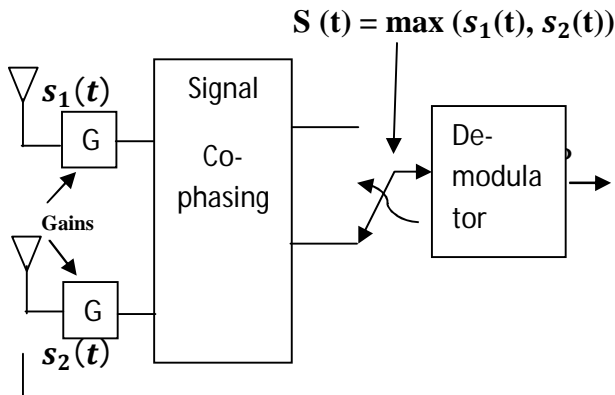 S (t) = max (s₁(t), s₂(t))
s₁(t)
G
Signal
Co-
phasing
De-
modula
tor
Gains
G
s₂(t)